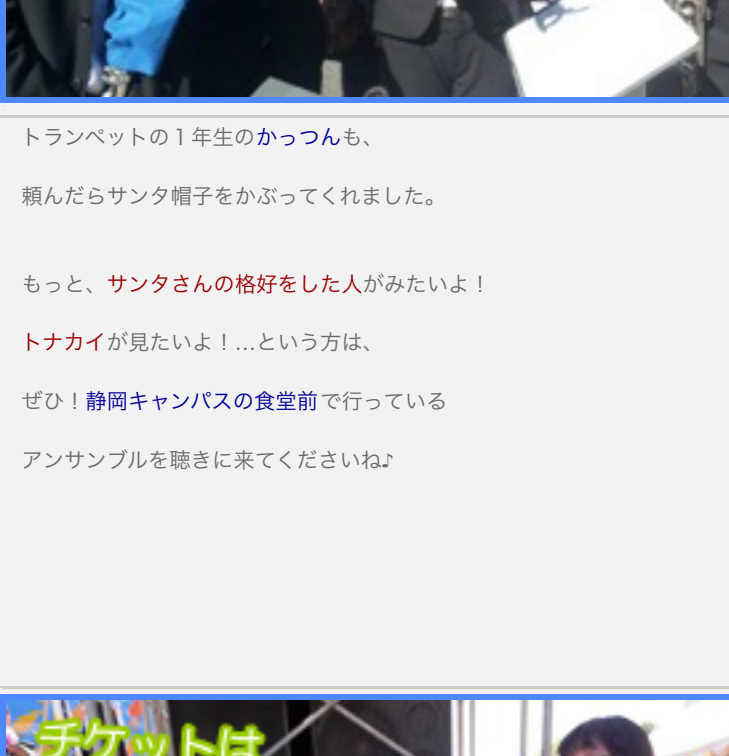 トランペットの１年生のかっつんも、
頼んだらサンタ帽子をかぶってくれました。
もっと、サンタさんの格好をした人がみたいよ！
トナカイが見たいよ！…という方は、
ぜひ！静岡キャンパスの食堂前で行っている
アンサンブルを聴きに来てくださいね♪
チケットは